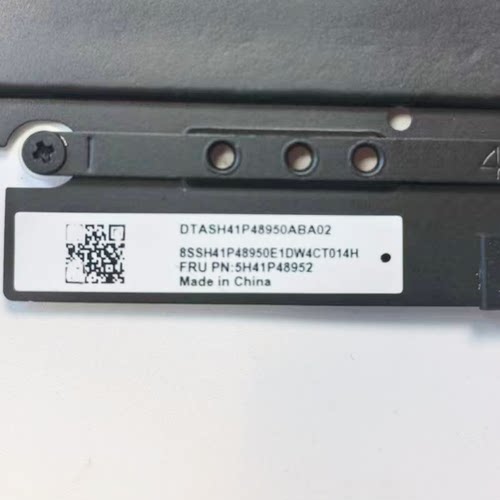 DTASH41P48950ABA02
8SSH41P48950E1DW4CT014H
FRU PN:5H41P48952
Made in China